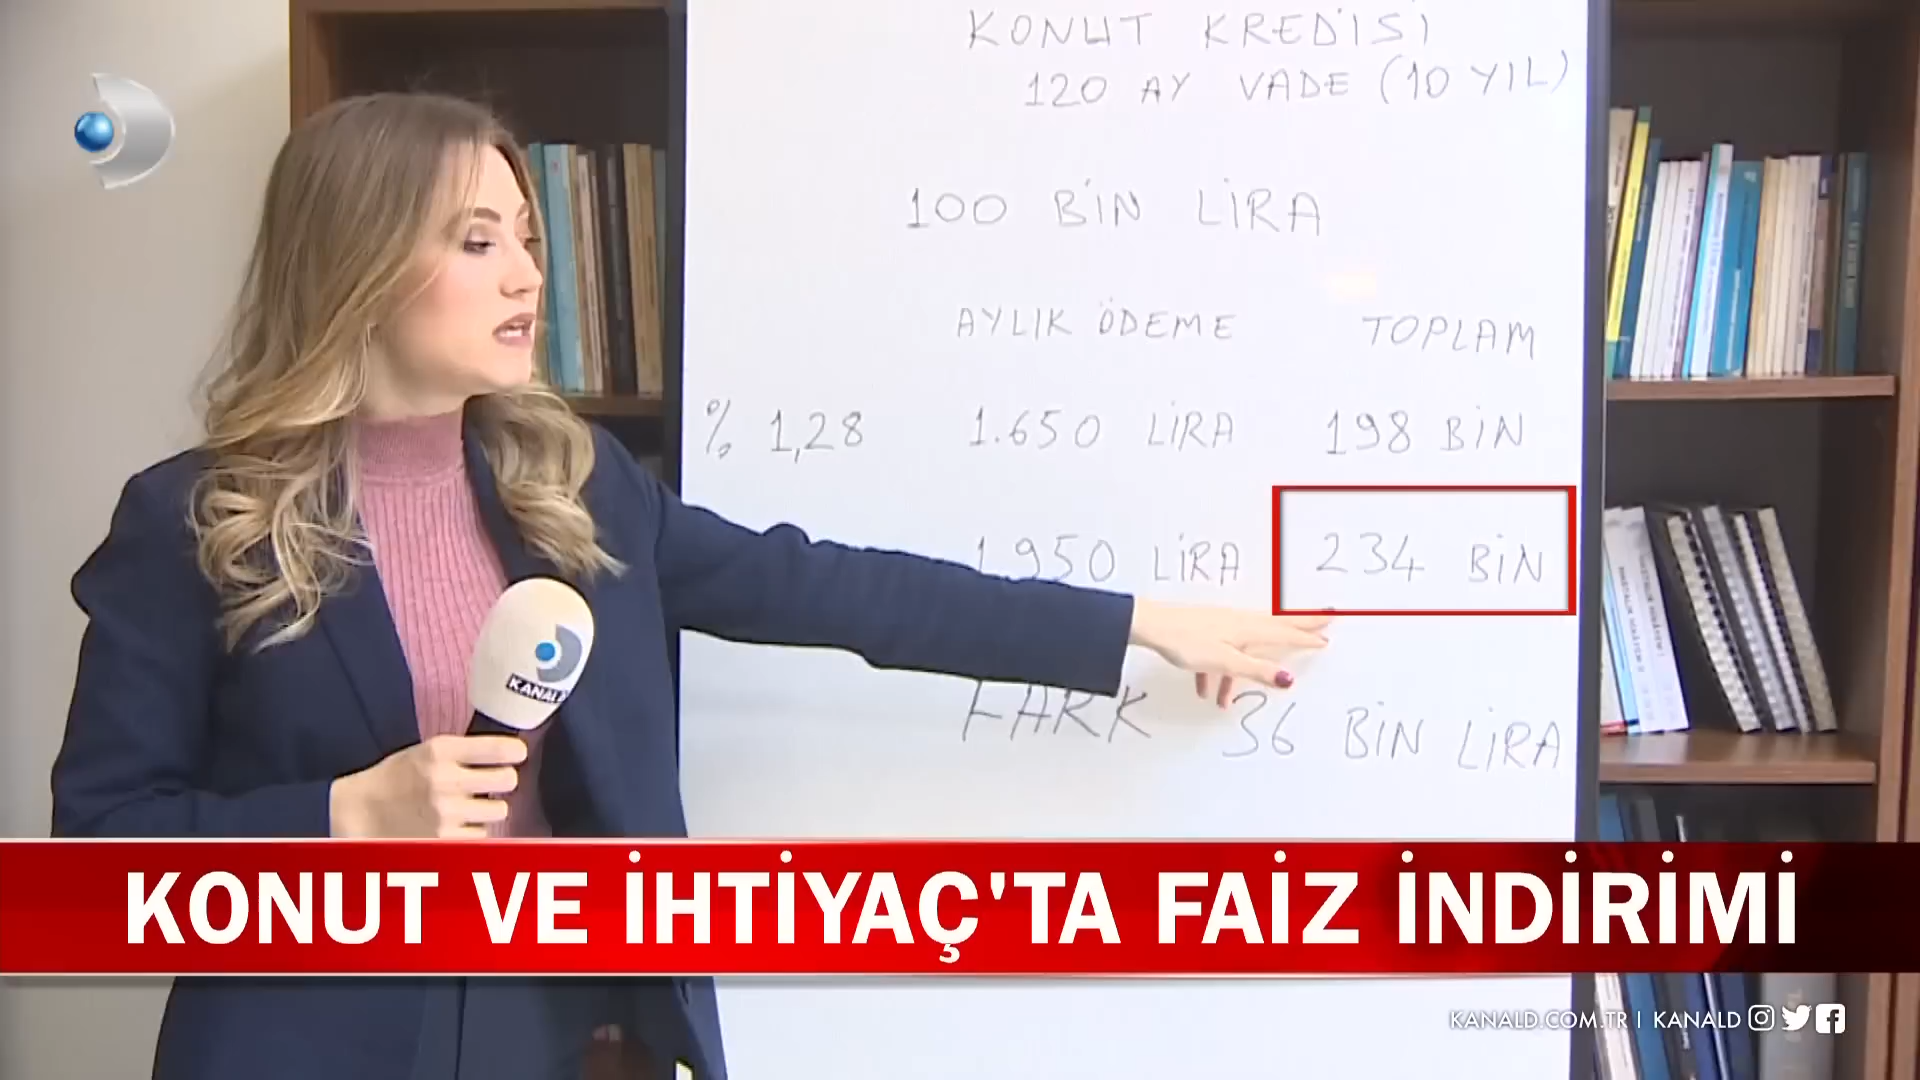 KONUT KREDİSİ
120 AY VADE (10 YIL)
100 BİN LİRA
AYLIK ÖDEME TOPLAM
% 1,28 1.650 LİRA 198 BİN
1.950 LİRA 234 BİN
FARK 36 BİN LİRA
KANAL D
KONUT VE İHTİYAÇ'TA FAİZ İNDİRİMİ
KANALD.COM.TR | KANALD